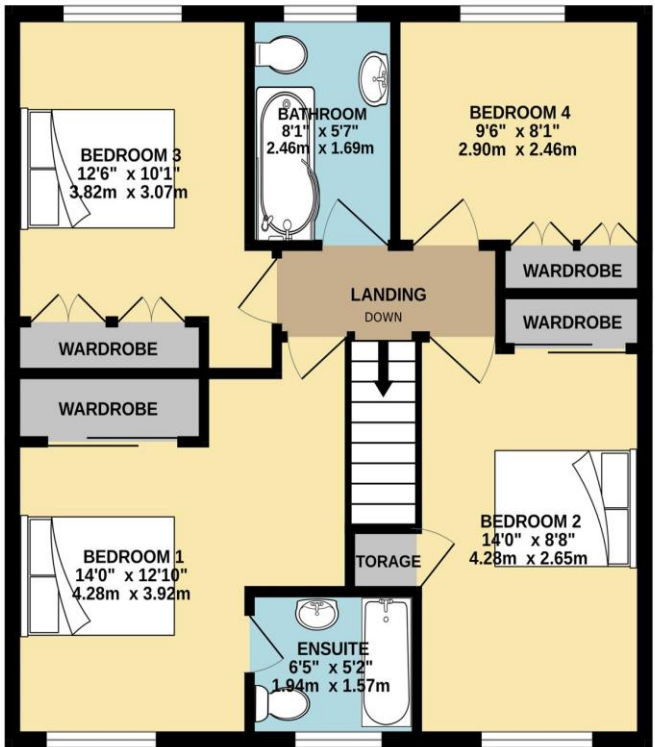 BATHROOM
8'1" x 5'7"
2.46m x 1.69m
BEDROOM 4
9'6" x 8'1"
2.90m x 2.46m
BEDROOM 3
12'6" x 10'1"
3.82m x 3.07m
WARDROBE
LANDING
DOWN
WARDROBE
WARDROBE
WARDROBE
BEDROOM 2
14'0" x 8'8"
4.28m x 2.65m
BEDROOM 1
14'0" x 12'10"
4.28m x 3.92m
TORAGE
ENSUITE
6'5" x 5'2"
1.94m x 1.57m